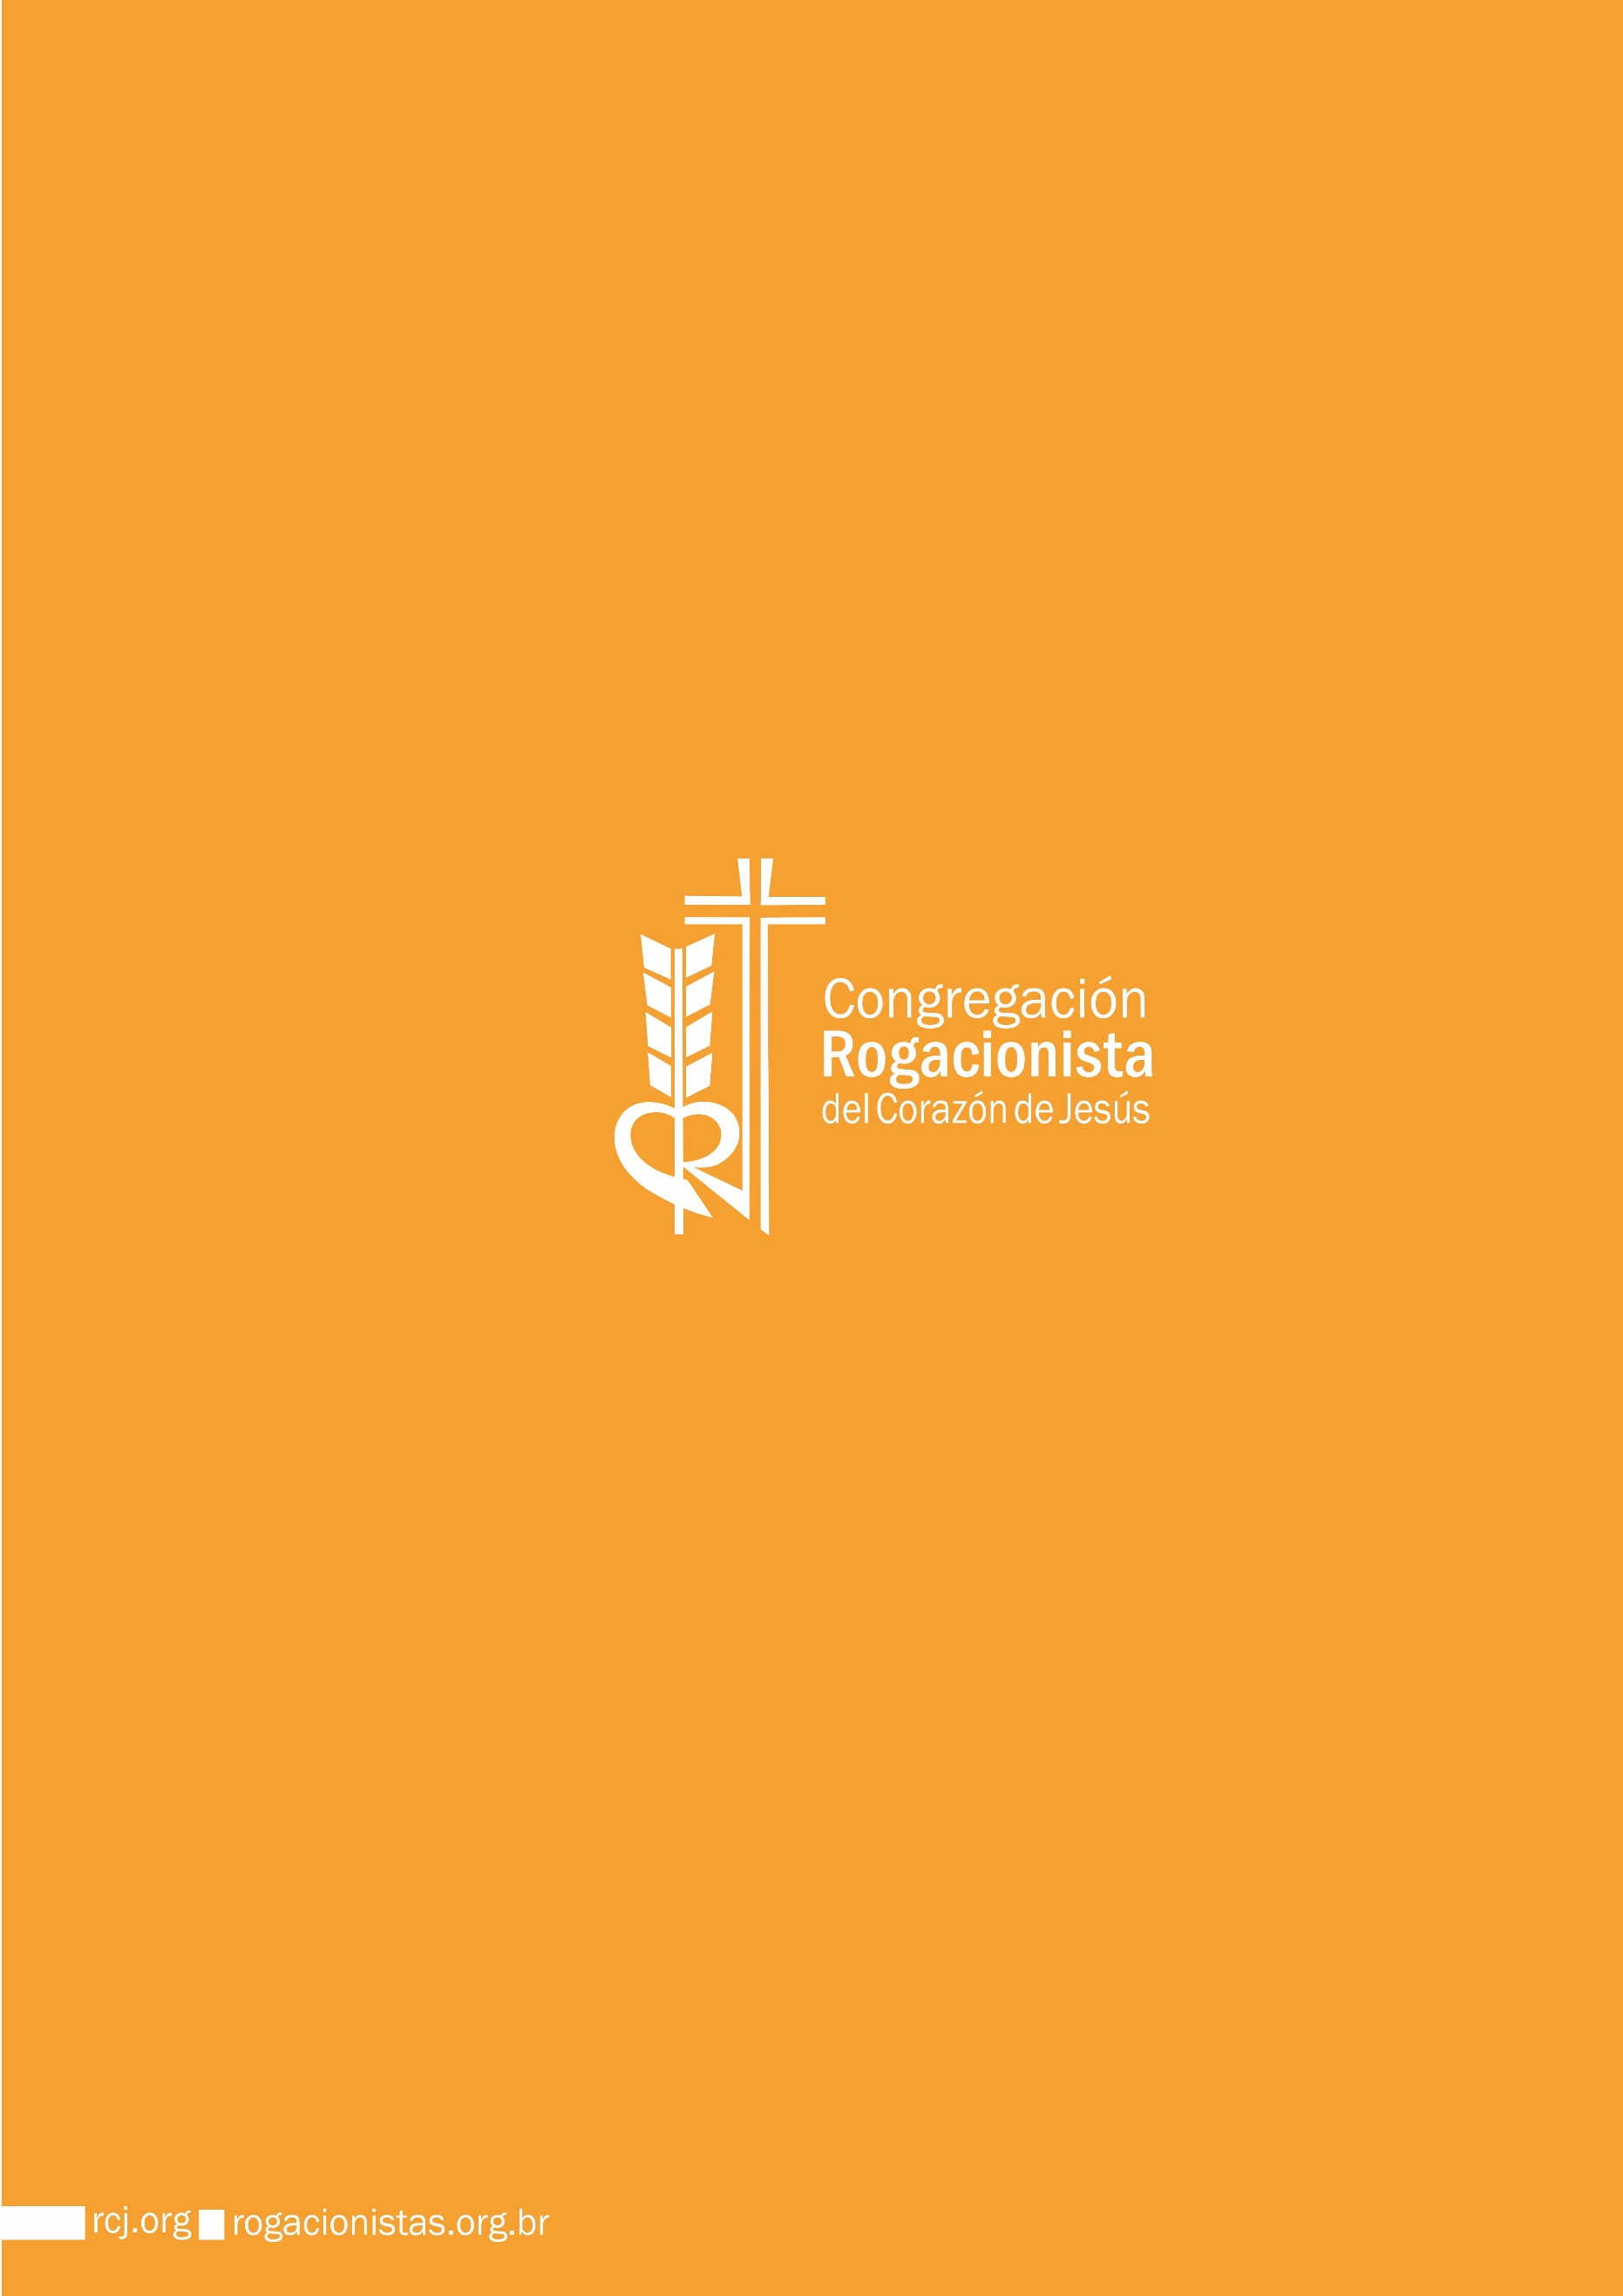 Congregación
Rogacionista
del Corazón de Jesús
rcj.org rogacionistas.org.br